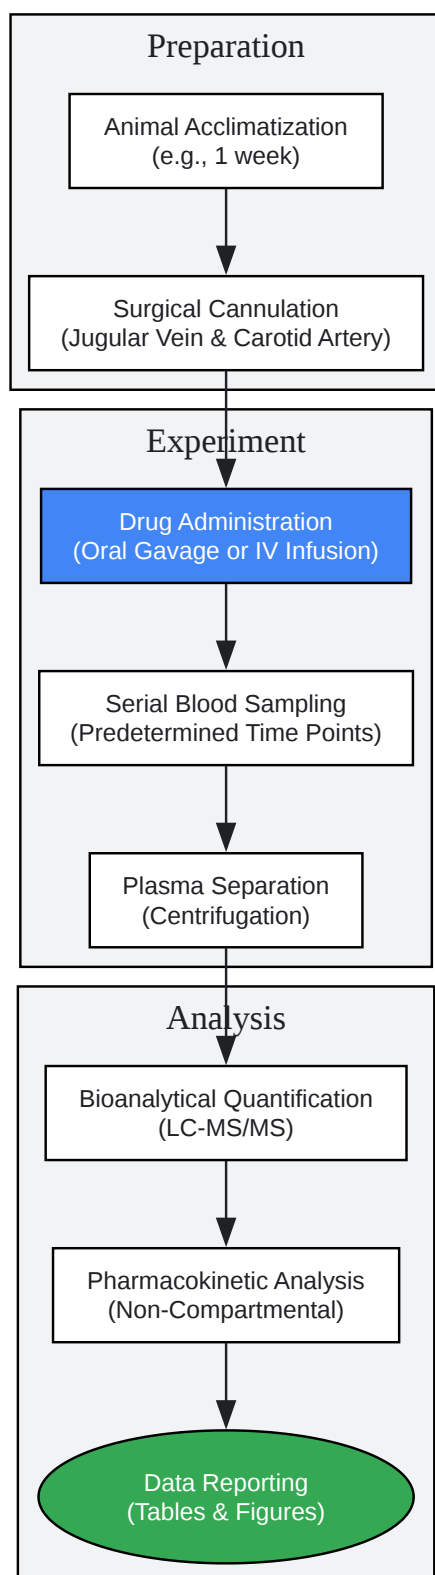 Preparation
Animal Acclimatization
(e.g., 1 week)
Surgical Cannulation
(Jugular Vein & Carotid Artery)
Experiment
Drug Administration
(Oral Gavage or IV Infusion)
Serial Blood Sampling
(Predetermined Time Points)
Plasma Separation
(Centrifugation)
Analysis
Bioanalytical Quantification
(LC-MS/MS)
Pharmacokinetic Analysis
(Non-Compartmental)
Data Reporting
(Tables & Figures)